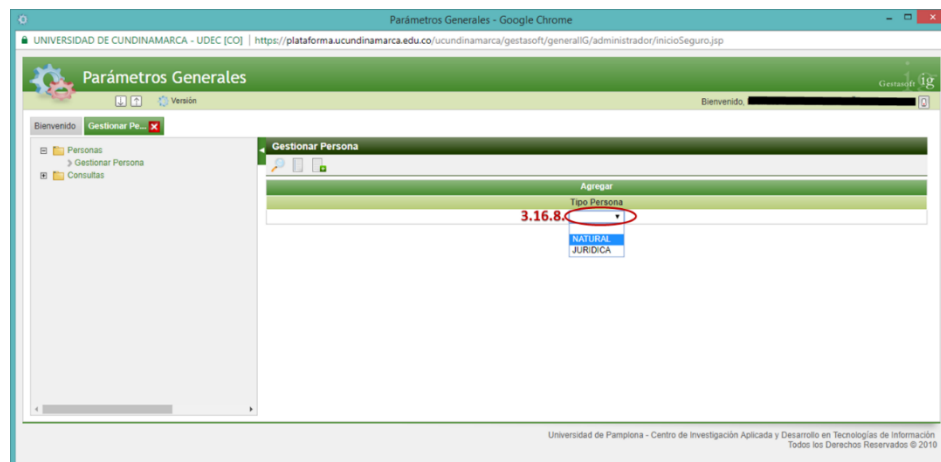 Parámetros Generales - Google Chrome
UNIVERSIDAD DE CUNDINAMARCA - UDEC [CO] | https://plataforma.ucundinamarca.edu.co/ucundinamarca/gestasoft/generalIG/administrador/inicioSeguro.jsp
Parámetros Generales
Gestasoft ig
Versión
Bienvenido,
Bienvenido
Gestionar Pe...
Personas
Gestionar Persona
Consultas
Gestionar Persona
Agregar
Tipo Persona
3.16.8.
NATURAL
JURIDICA
Universidad de Pamplona - Centro de Investigación Aplicada y Desarrollo en Tecnologías de Información
Todos los Derechos Reservados © 2010